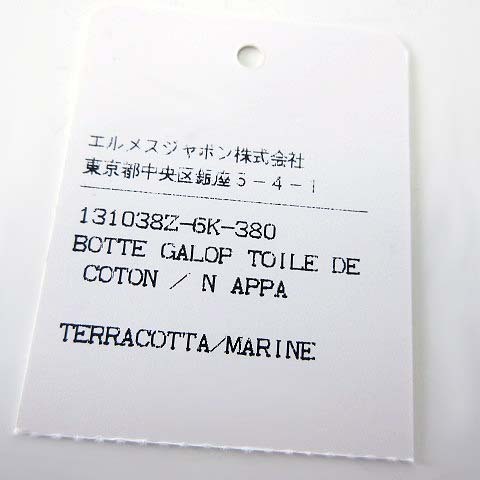 エルメスジャポン株式会社
東京都中央区銀座5-4-1
131038Z-6K-380
BOTTE GALOP TOILE DE
COTON / N APPA
TERRACOTTA/MARINE